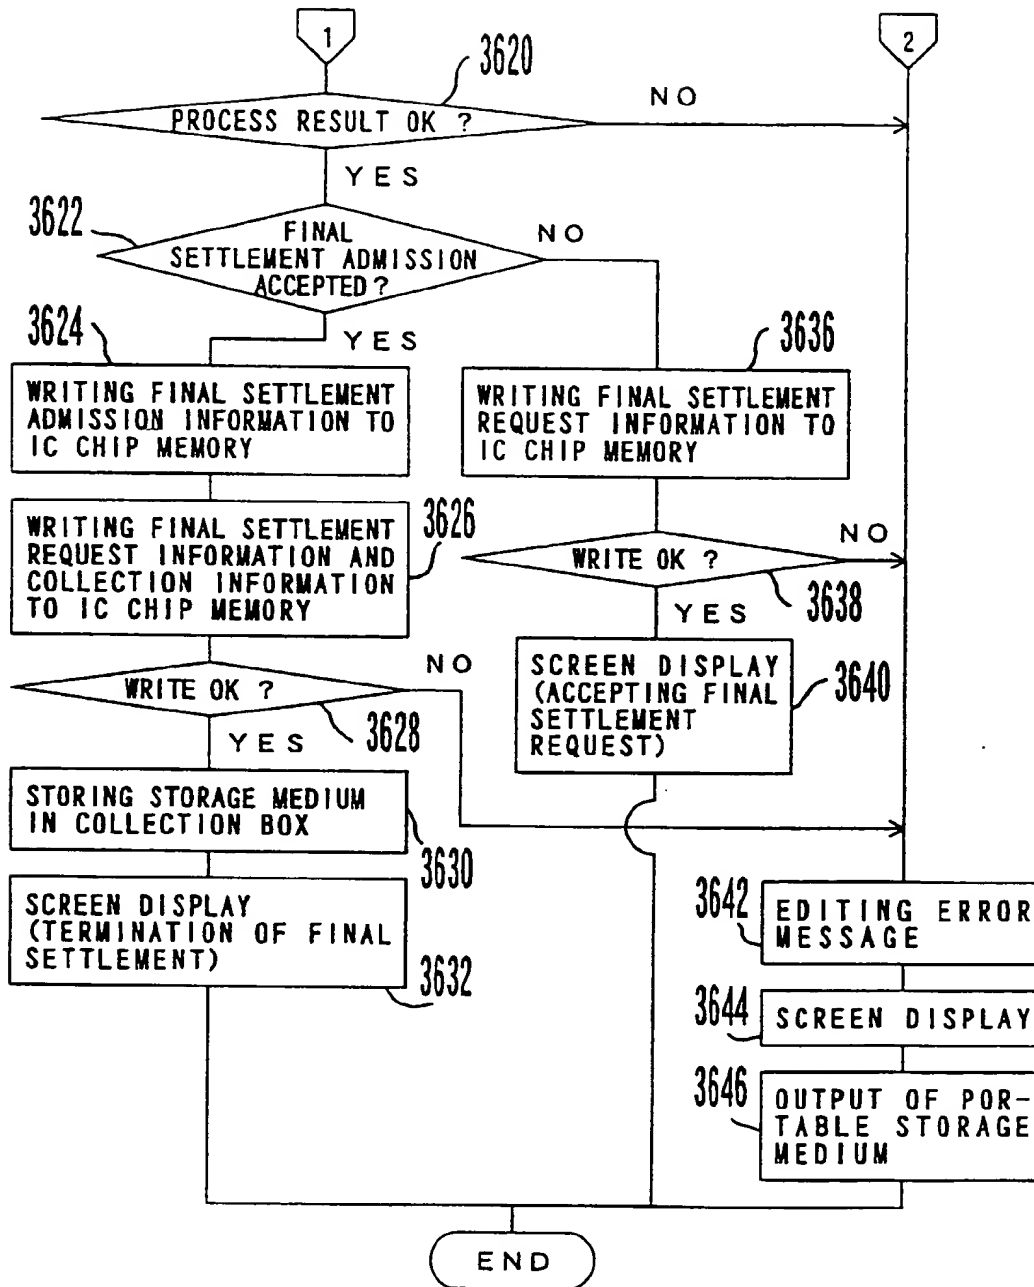 1
2
3620
PROCESS RESULT OK ?
NO
YES
3622
FINAL
SETTLEMENT ADMISSION
ACCEPTED ?
NO
YES
3624
WRITING FINAL SETTLEMENT
ADMISSION INFORMATION TO
IC CHIP MEMORY
3636
WRITING FINAL SETTLEMENT
REQUEST INFORMATION TO
IC CHIP MEMORY
WRITING FINAL SETTLEMENT
REQUEST INFORMATION AND
COLLECTION INFORMATION
TO IC CHIP MEMORY
3626
WRITE OK ?
NO
3638
YES
WRITE OK ?
NO
3628
YES
SCREEN DISPLAY
(ACCEPTING FINAL
SETTLEMENT
REQUEST)
3640
STORING STORAGE MEDIUM
IN COLLECTION BOX
3630
SCREEN DISPLAY
(TERMINATION OF FINAL
SETTLEMENT)
3632
3642
EDITING ERROR
MESSAGE
3644
SCREEN DISPLAY
3646
OUTPUT OF POR-
TABLE STORAGE
MEDIUM
END